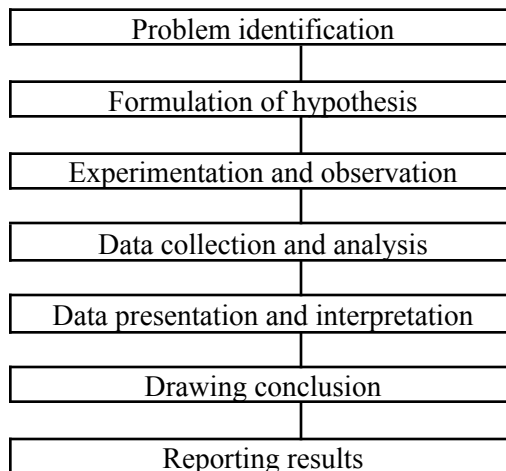 Problem identification
Formulation of hypothesis
Experimentation and observation
Data collection and analysis
Data presentation and interpretation
Drawing conclusion
Reporting results